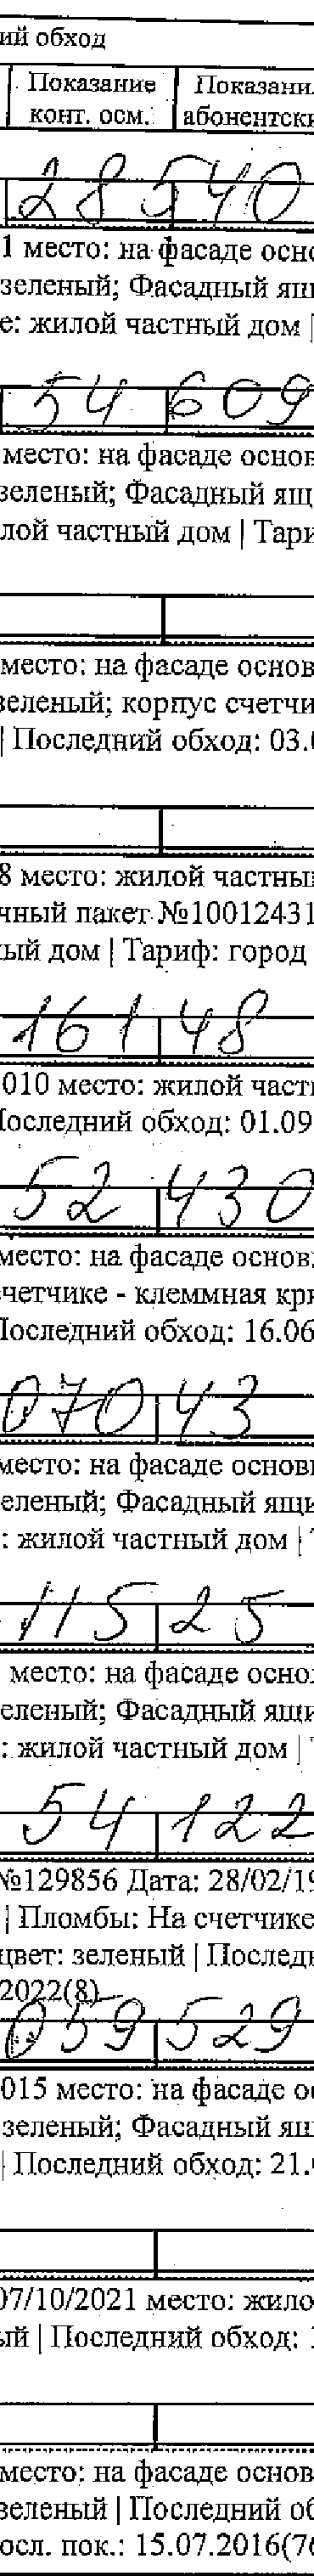 ий обход
Показание Показани
конт. осм. абонентск
28540
1 место: на фасаде осно
зеленый; Фасадный ящ
е: жилой частный дом |
54 609
место: на фасаде основ
зеленый; Фасадный ящ
лой частный дом | Тари
место: на фасаде основ
зеленый; корпус счетчи
| Последний обход: 03.
8 место: жилой частны
чный пакет №10012431
ый дом | Тариф: город
161 48
010 место: жилой част
Последний обход: 01.09
52 430
место: на фасаде основ
счетчике - клеммная кр
Последний обход: 16.06
070 43
место: на фасаде основ
еленый; Фасадный ящи
: жилой частный дом |
115 25
место: на фасаде осно
еленый; Фасадный ящи
: жилой частный дом |
54 122
№129856 Дата: 28/02/19
| Пломбы: На счетчике
цвет: зеленый | Последн
2022(8)
059 529
015 место: на фасаде о
зеленый; Фасадный ящ
| Последний обход: 21.
07/10/2021 место: жило
ый | Последний обход:
место: на фасаде основ
зеленый | Последний об
осл. пок.: 15.07.2016(76